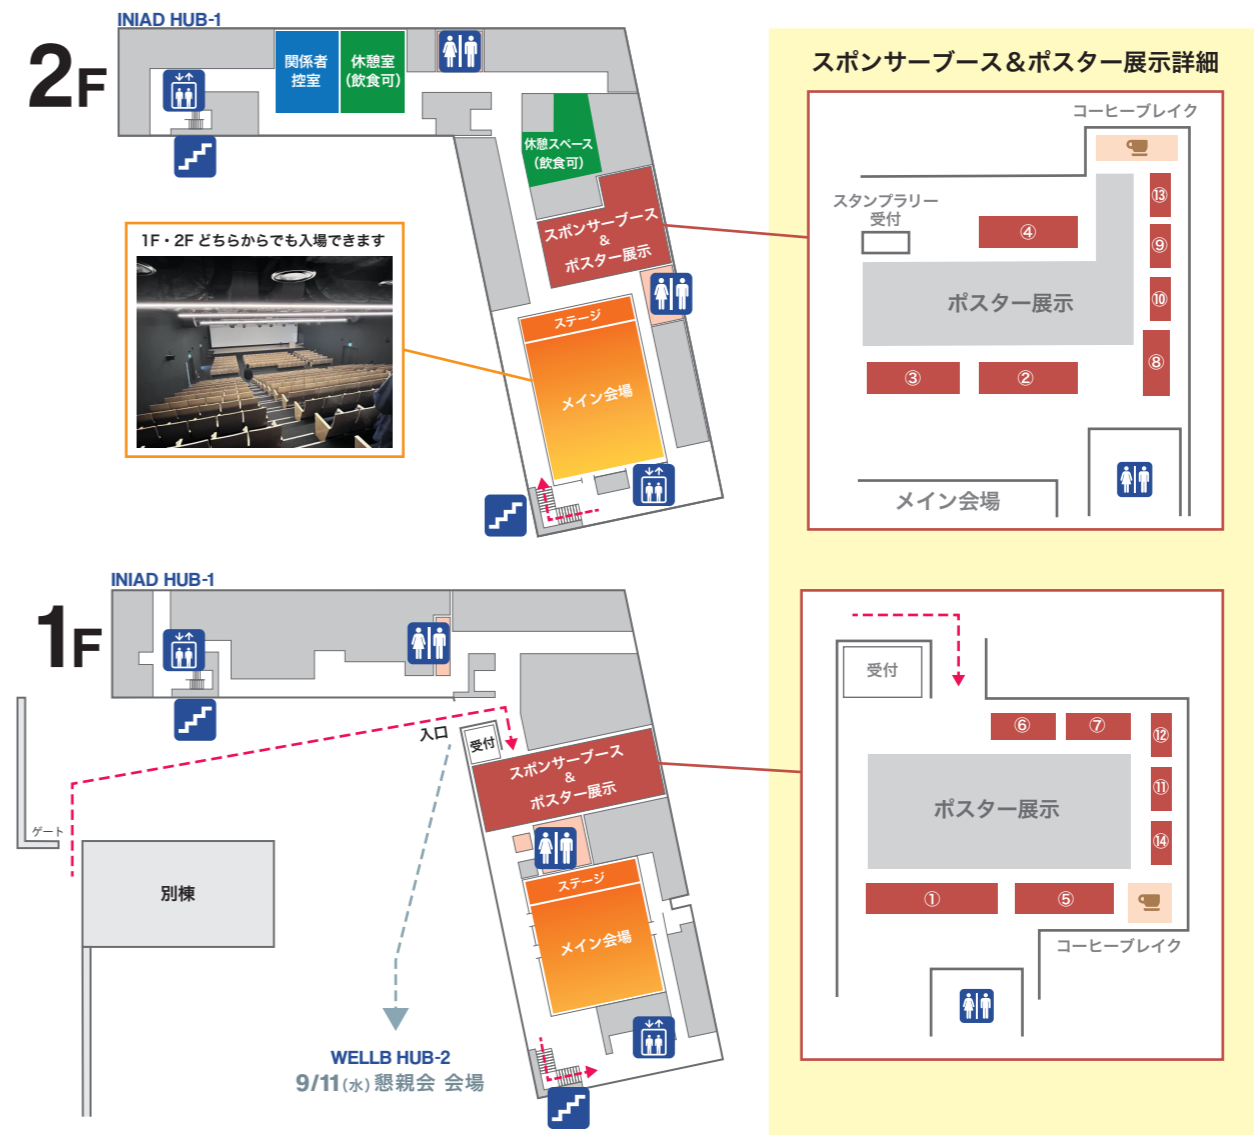 INIAD HUB-1
2F
関係者
控室
休憩室
(飲食可)
休憩スペース
(飲食可)
スポンサーブース
&
ポスター展示
1F・2F どちらからでも入場できます
ステージ
メイン会場
スポンサーブース&ポスター展示詳細
コーヒーブレイク
スタンプラリー
受付
④
⑬
⑨
ポスター展示
⑩
⑧
③
②
メイン会場
INIAD HUB-1
1F
入口
受付
スポンサーブース
&
ポスター展示
ゲート
別棟
ステージ
メイン会場
WELLB HUB-2
9/11(水) 懇親会 会場
受付
⑥
⑦
⑫
ポスター展示
⑪
⑭
①
⑤
コーヒーブレイク